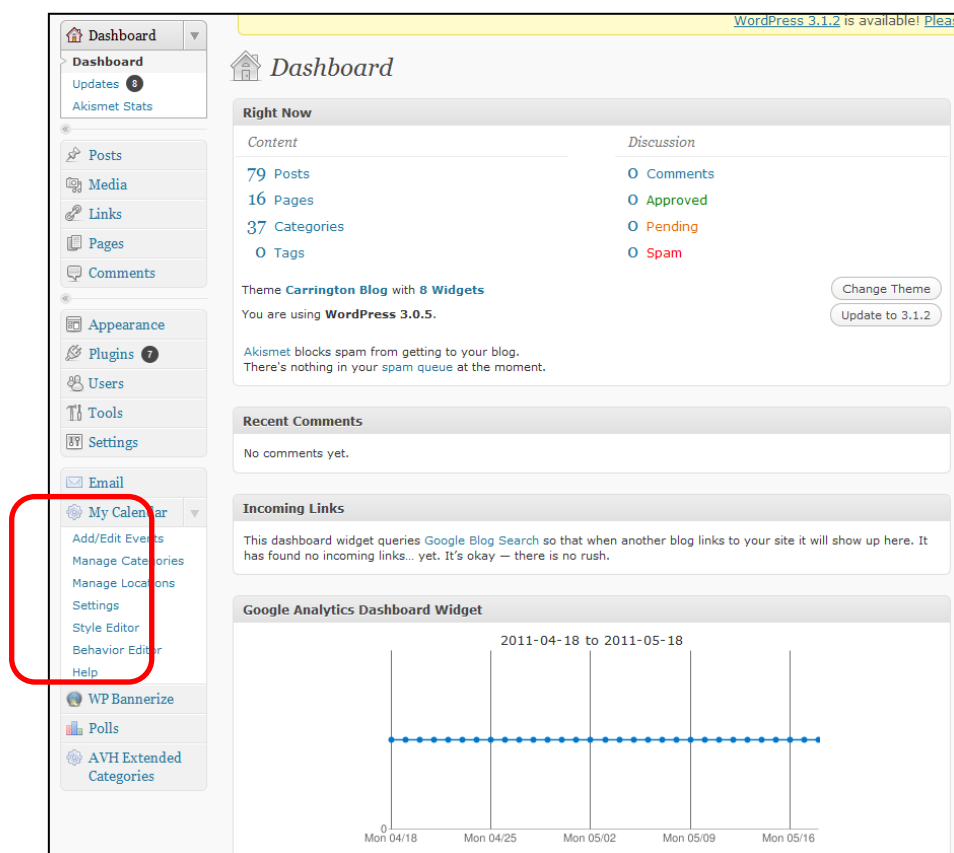 WordPress 3.1.2 is available! Pleas
Dashboard
Dashboard
Updates 8
Akismet Stats
Posts
Media
Links
Pages
Comments
Appearance
Plugins 7
Users
Tools
Settings
Email
My Calendar
Add/Edit Events
Manage Categories
Manage Locations
Settings
Style Editor
Behavior Editor
Help
WP Bannerize
Polls
AVH Extended
Categories
Dashboard
Right Now
Content
79 Posts
16 Pages
37 Categories
0 Tags
Discussion
0 Comments
0 Approved
0 Pending
0 Spam
Theme Carrington Blog with 8 Widgets
Change Theme
You are using WordPress 3.0.5.
Update to 3.1.2
Akismet blocks spam from getting to your blog.
There's nothing in your spam queue at the moment.
Recent Comments
No comments yet.
Incoming Links
This dashboard widget queries Google Blog Search so that when another blog links to your site it will show up here. It
has found no incoming links… yet. It's okay — there is no rush.
Google Analytics Dashboard Widget
2011-04-18 to 2011-05-18
0
Mon 04/18 Mon 04/25 Mon 05/02 Mon 05/09 Mon 05/16